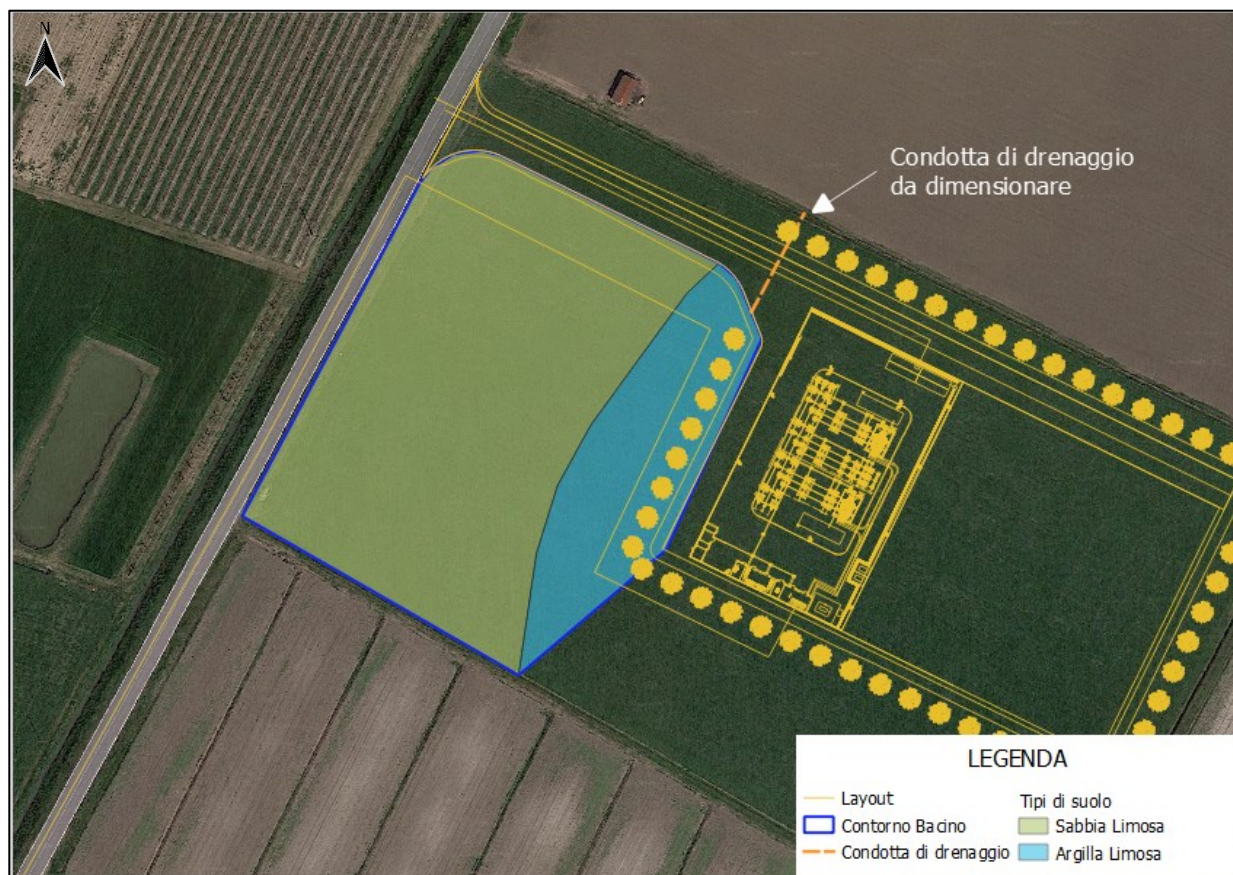 N
Condotta di drenaggio
da dimensionare
LEGENDA
Layout
Contorno Bacino
Condotta di drenaggio
Tipi di suolo
Sabbia Limosa
Argilla Limosa